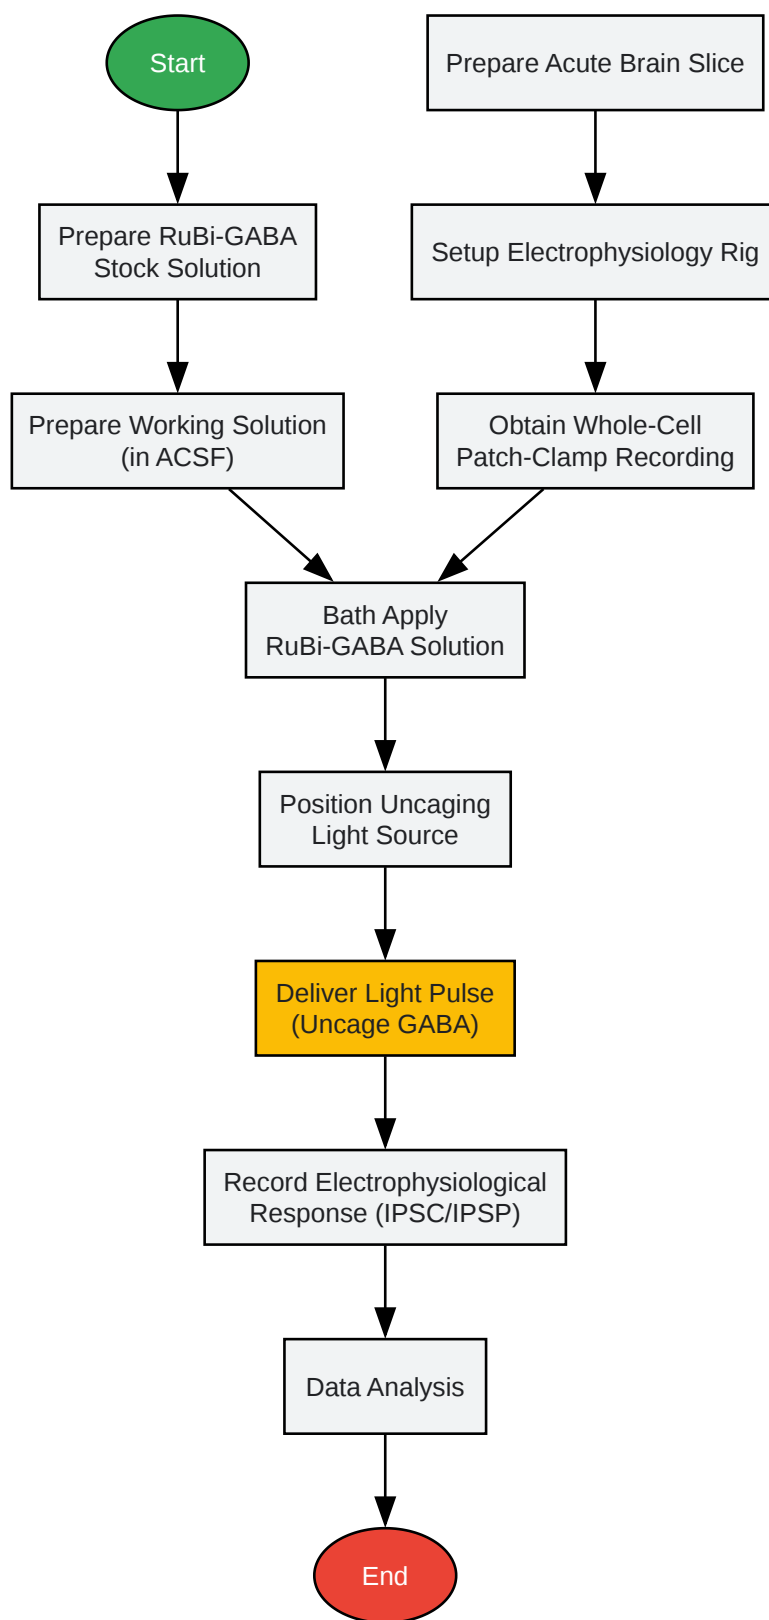 Start
Prepare Acute Brain Slice
Prepare RuBi-GABA
Stock Solution
Setup Electrophysiology Rig
Prepare Working Solution
(in ACSF)
Obtain Whole-Cell
Patch-Clamp Recording
Bath Apply
RuBi-GABA Solution
Position Uncaging
Light Source
Deliver Light Pulse
(Uncage GABA)
Record Electrophysiological
Response (IPSC/IPSP)
Data Analysis
End